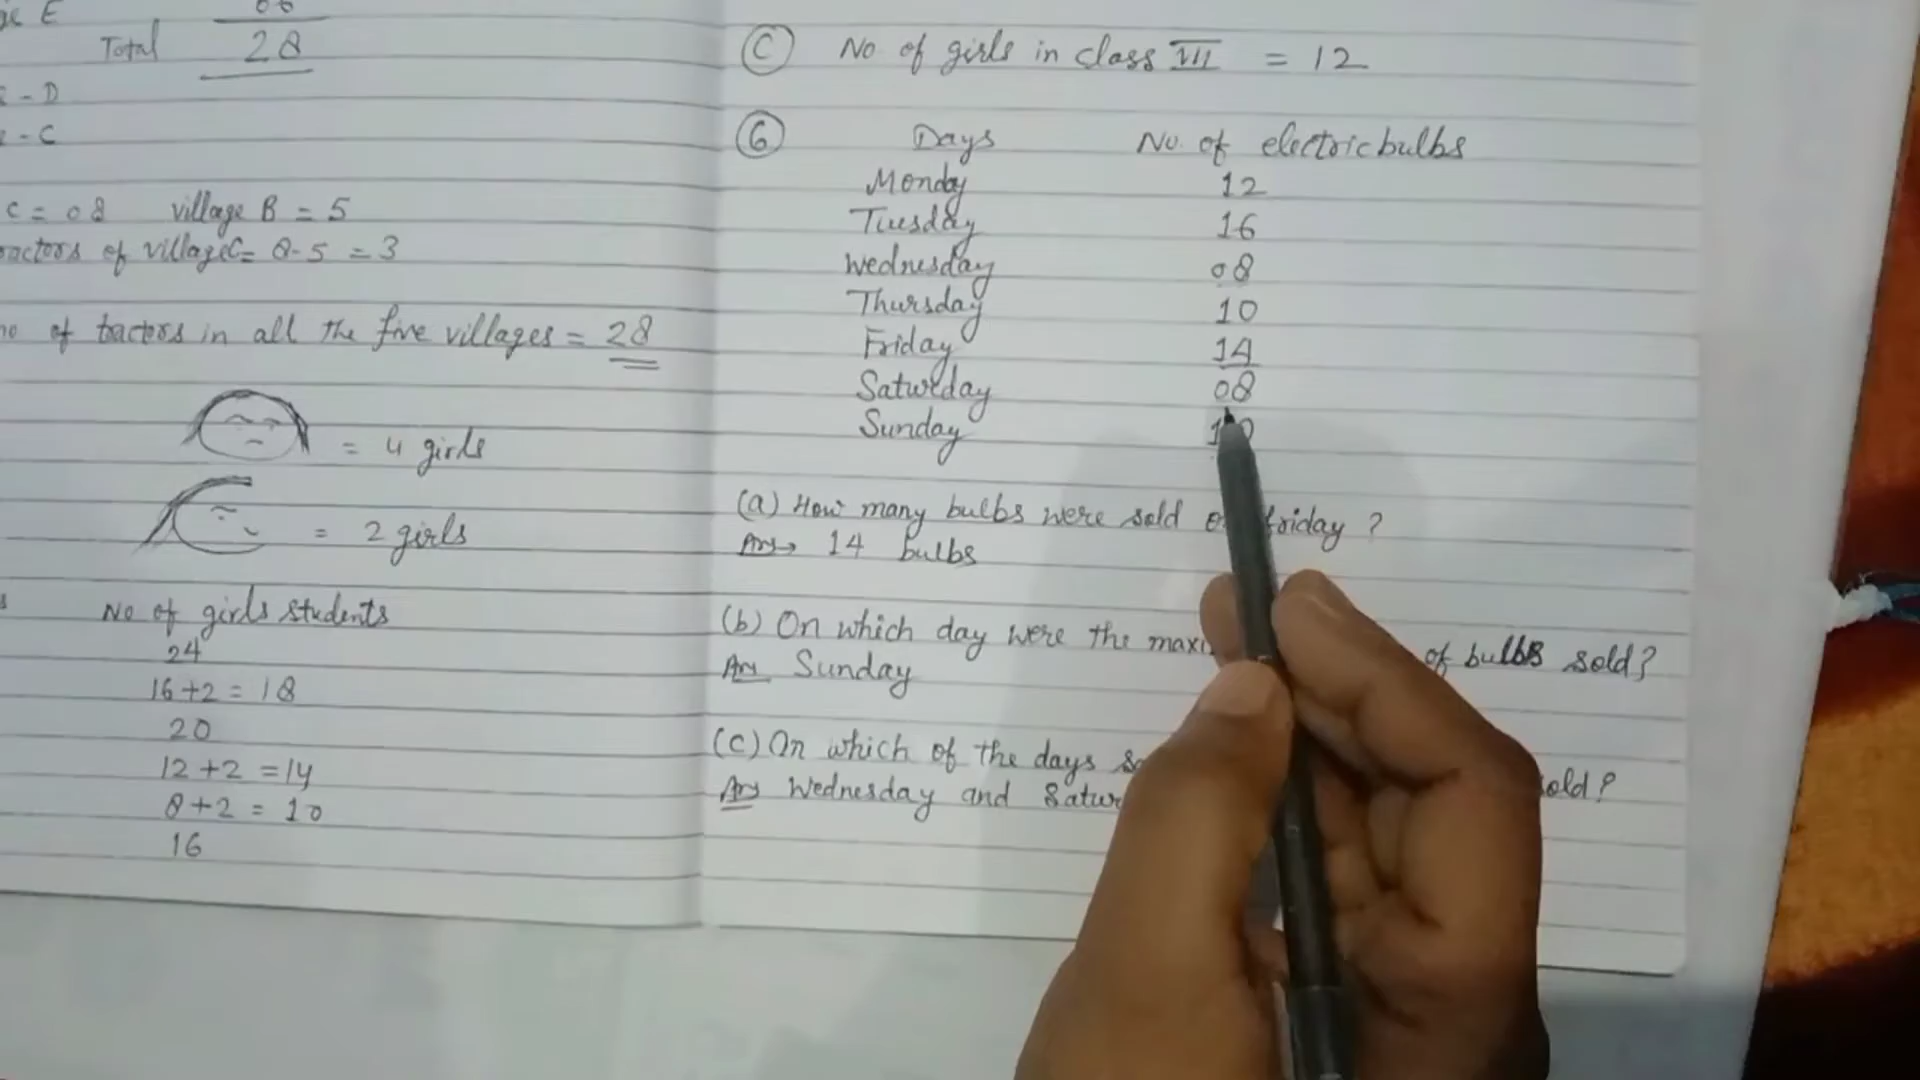 E
Total 28
- D
- C
C = 08 village B = 5
of village C = 8 - 5 = 3
no of tractors in all the five villages = 28
= 4 girls
= 2 girls
No of girls students
24
16 + 2 = 18
20
12 + 2 = 14
8 + 2 = 10
16
(C) No. of girls in class III = 12
(6) Days No. of electric bulbs
Monday 12
Tuesday 16
Wednesday 08
Thursday 10
Friday 14
Saturday 08
Sunday
(a) How many bulbs were sold friday ?
Ans → 14 bulbs
(b) On which day were the of bulbs sold?
Ans Sunday
(c) On which of the days
Ans Wednesday and